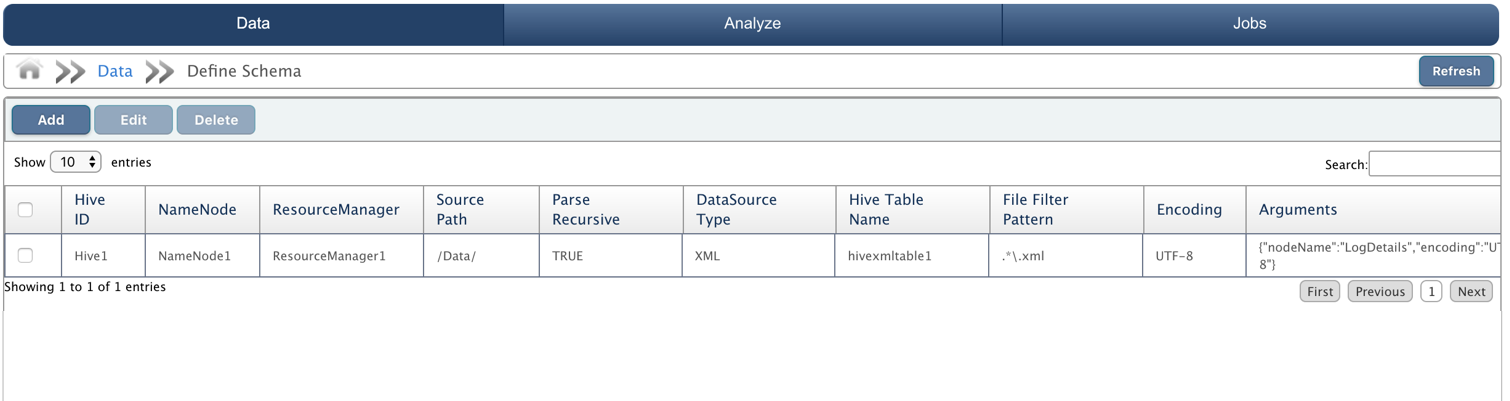 Data Analyze Jobs
Data Define Schema Refresh
Add Edit Delete
Show 10 entries Search:
Hive ID NameNode ResourceManager Source Path Parse Recursive DataSource Type Hive Table Name File Filter Pattern Encoding Arguments
Hive1 NameNode1 ResourceManager1 /Data/ TRUE XML hivexmltable1 .*\.xml UTF-8 {"nodeName":"LogDetails","encoding":"UT
8"}
Showing 1 to 1 of 1 entries First Previous 1 Next